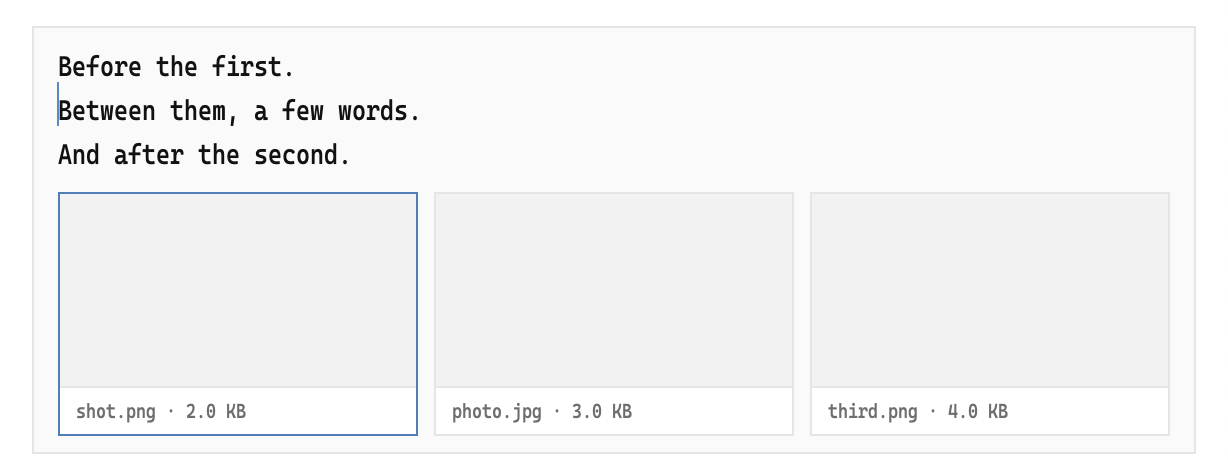 Before the first.
Between them, a few words.
And after the second.
shot.png · 2.0 KB
photo.jpg · 3.0 KB
third.png · 4.0 KB